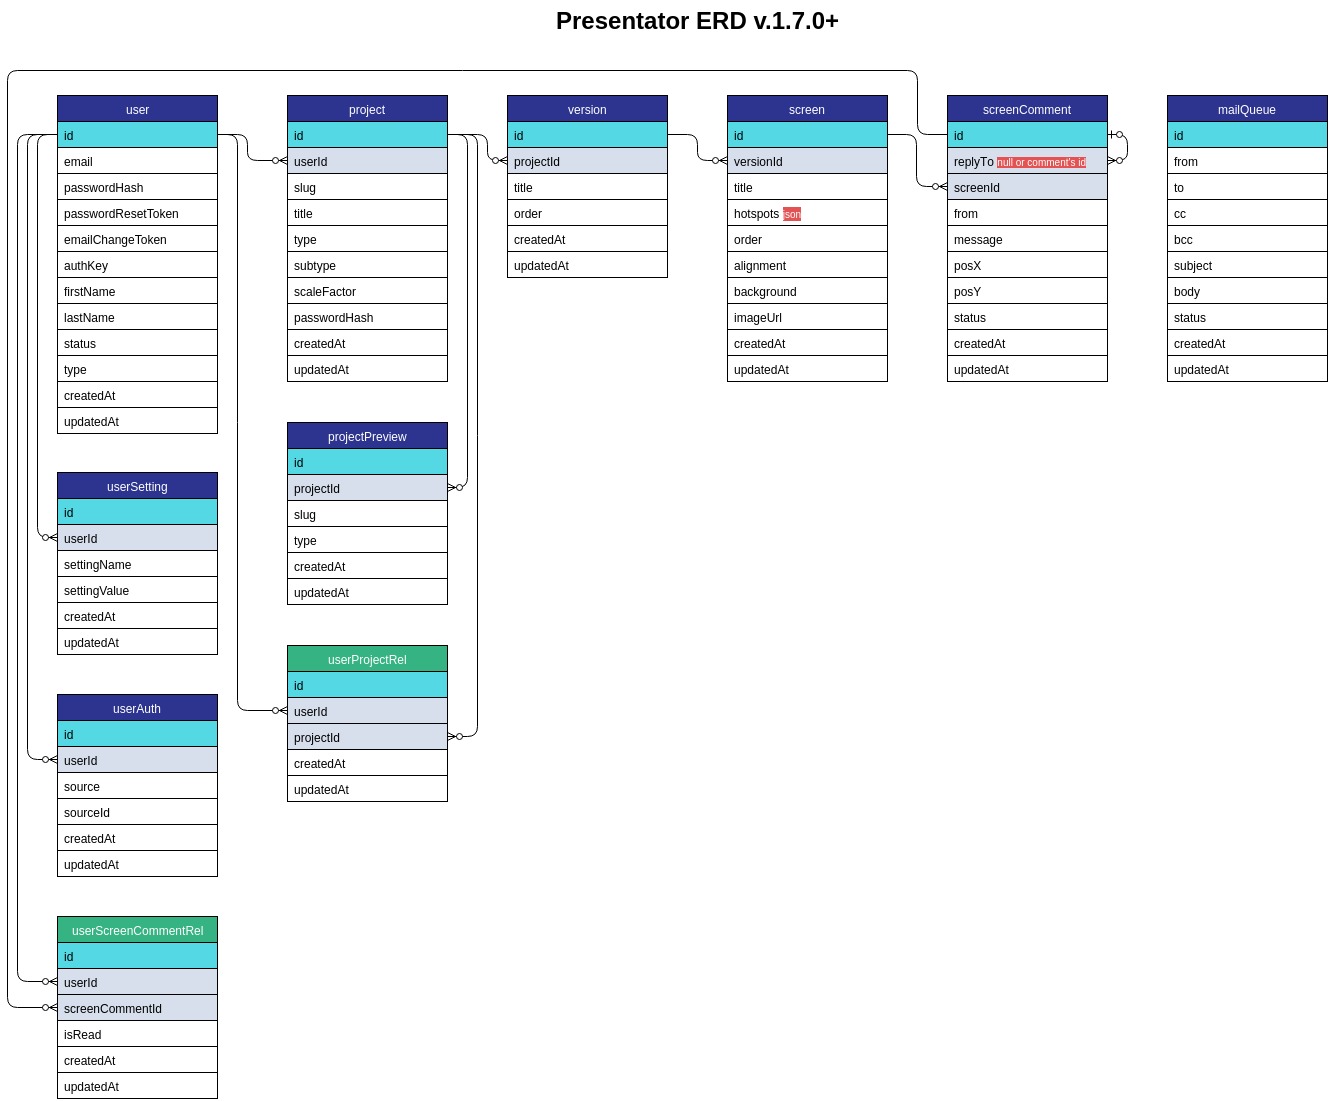 Presentator ERD v.1.7.0+
user
id
email
passwordHash
passwordResetToken
emailChangeToken
authKey
firstName
lastName
status
type
createdAt
updatedAt
userSetting
id
userId
settingName
settingValue
createdAt
updatedAt
userAuth
id
userId
source
sourceId
createdAt
updatedAt
userScreenCommentRel
id
userId
screenCommentId
isRead
createdAt
updatedAt
project
id
userId
slug
title
type
subtype
scaleFactor
passwordHash
createdAt
updatedAt
projectPreview
id
projectId
slug
type
createdAt
updatedAt
userProjectRel
id
userId
projectId
createdAt
updatedAt
version
id
projectId
title
order
createdAt
updatedAt
screen
id
versionId
title
hotspots json
order
alignment
background
imageUrl
createdAt
updatedAt
screenComment
id
replyTo null or comment's id
screenId
from
message
posX
posY
status
createdAt
updatedAt
mailQueue
id
from
to
cc
bcc
subject
body
status
createdAt
updatedAt